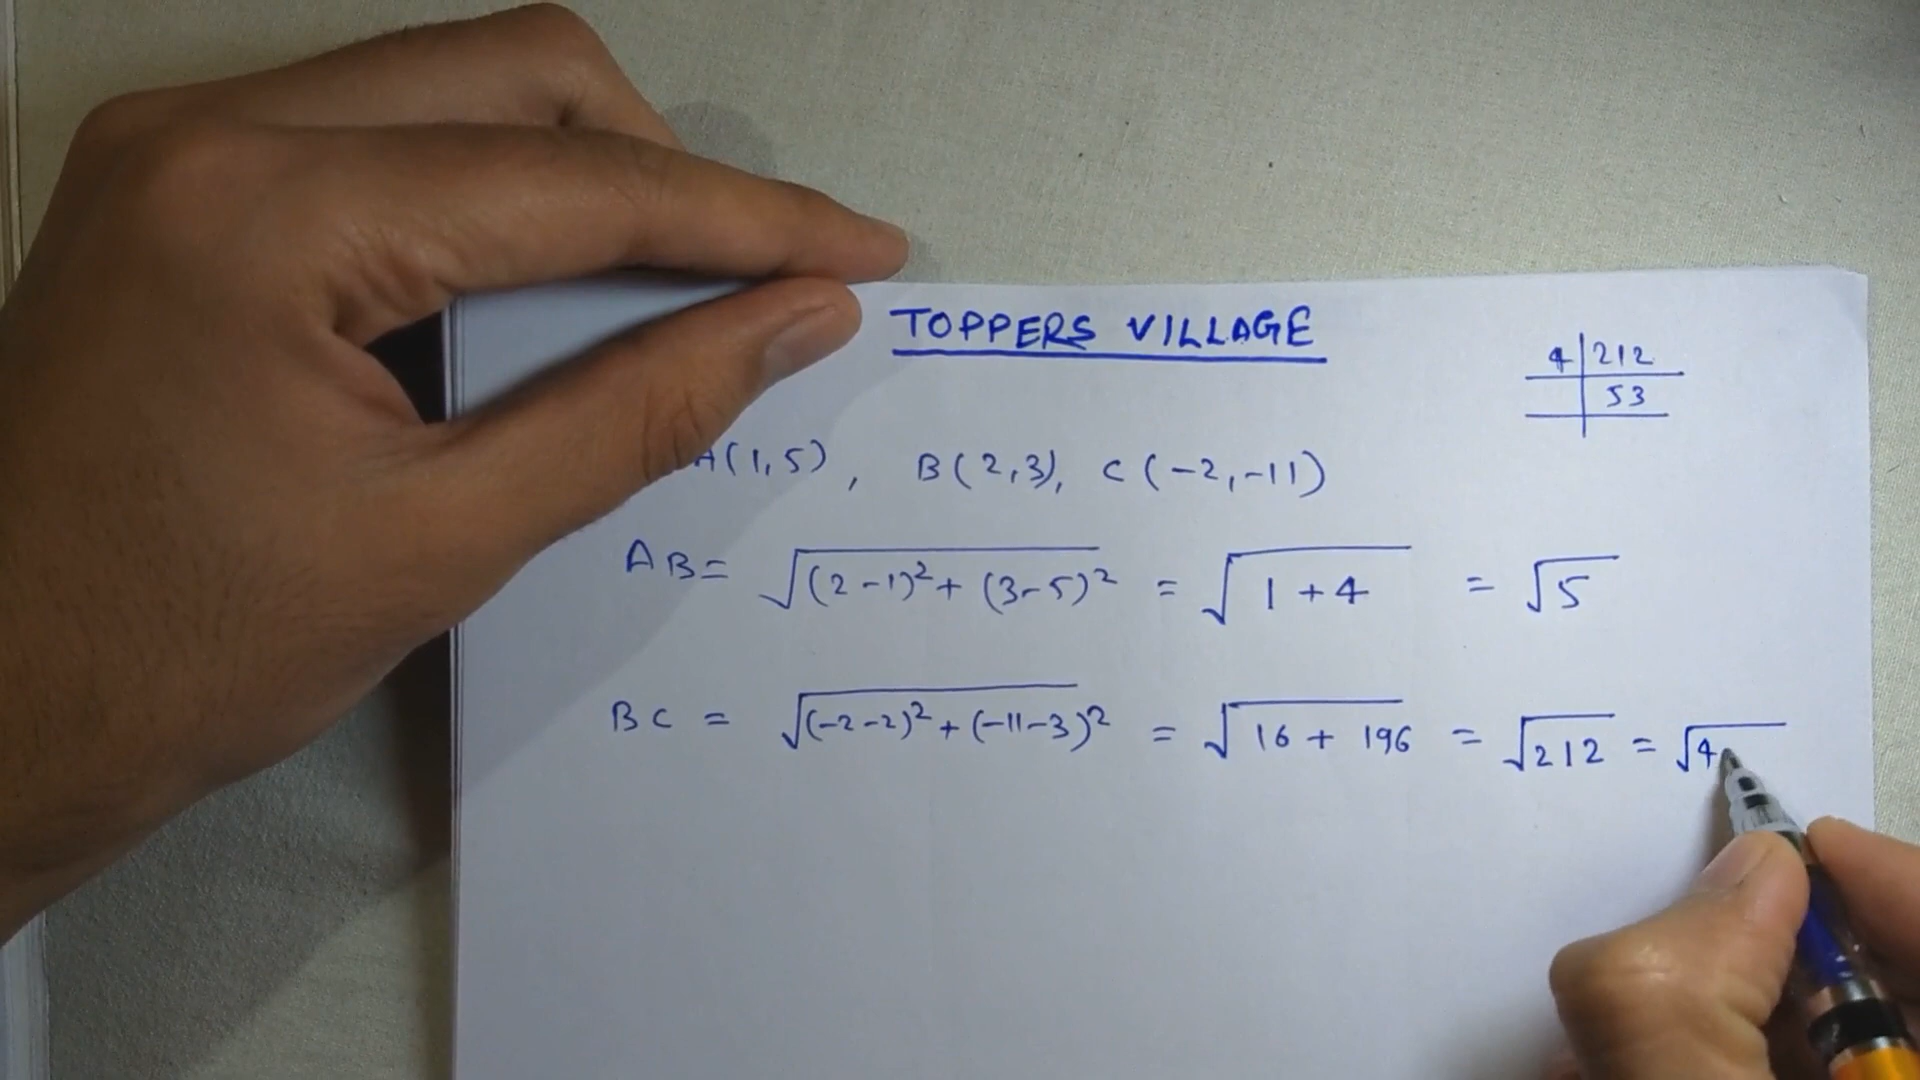 TOPPERS VILLAGE
4 | 212
53
A(1,5), B(2,3), C(-2,-11)
AB = √(2-1)²+(3-5)² = √1+4 = √5
BC = √(-2-2)²+(-11-3)² = √16+196 = √212 = √4